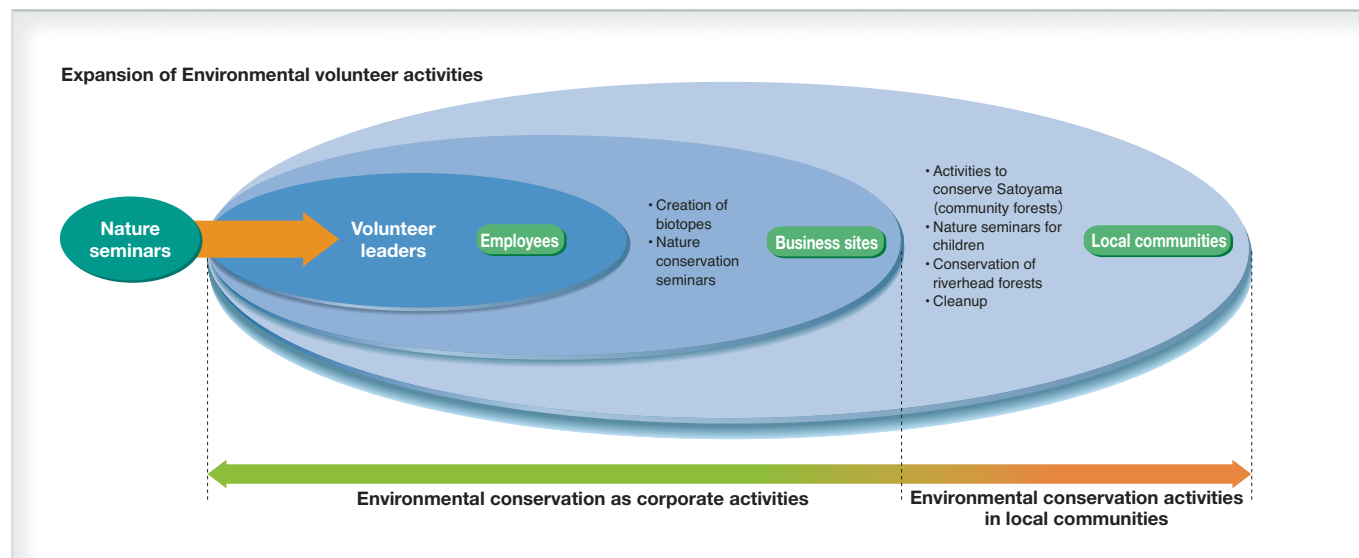 Expansion of Environmental volunteer activities
Nature
seminars
Volunteer
leaders
Employees
・Creation of
biotopes
・Nature
conservation
seminars
Business sites
・Activities to
conserve Satoyama
(community forests)
・Nature seminars for
children
・Conservation of
riverhead forests
・Cleanup
Local communities
Environmental conservation as corporate activities
Environmental conservation activities
in local communities